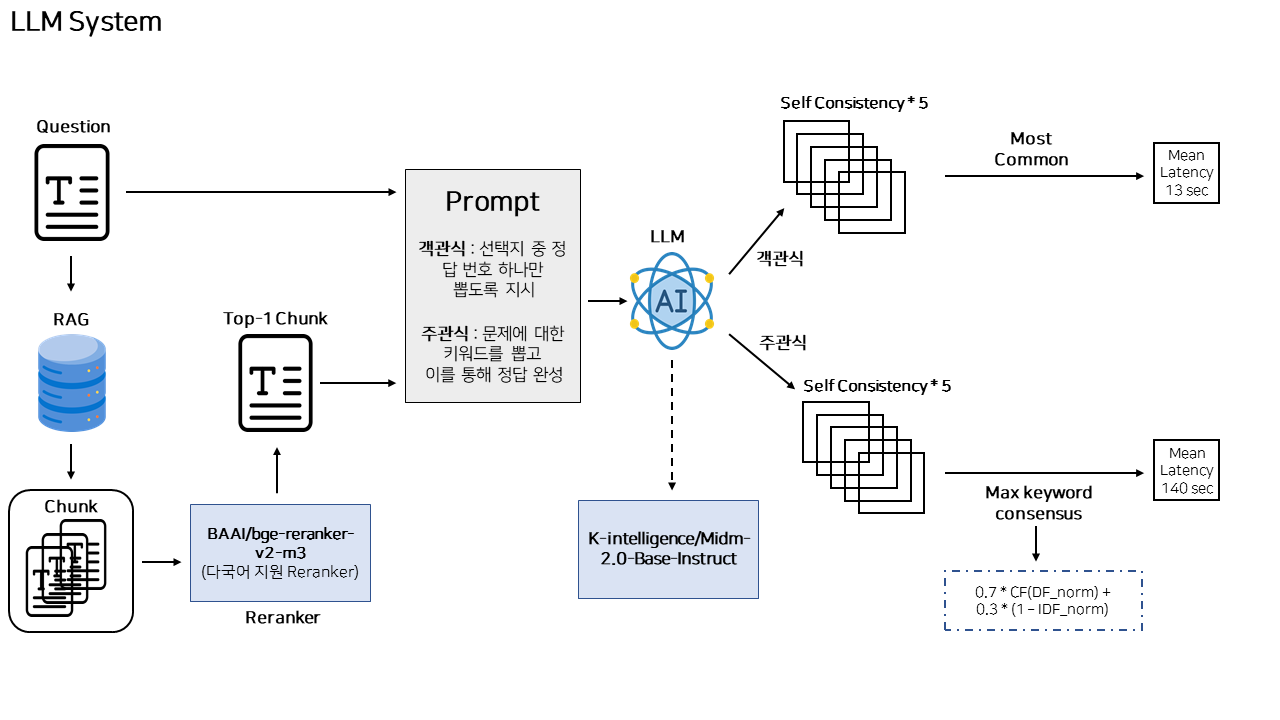 LLM System
Question
RAG
Chunk
BAAI/bge-reranker-
v2-m3
(다국어 지원 Reranker)
Reranker
Top-1 Chunk
Prompt
객관식 : 선택지 중 정
답 번호 하나만
뽑도록 지시
주관식 : 문제에 대한
키워드를 뽑고
이를 통해 정답 완성
LLM
AI
K-intelligence/Midm-
2.0-Base-Instruct
객관식
Self Consistency * 5
Most
Common
Mean
Latency
13 sec
주관식
Self Consistency * 5
Max keyword
consensus
0.7 * CF(DF_norm) +
0.3 * (1 – IDF_norm)
Mean
Latency
140 sec